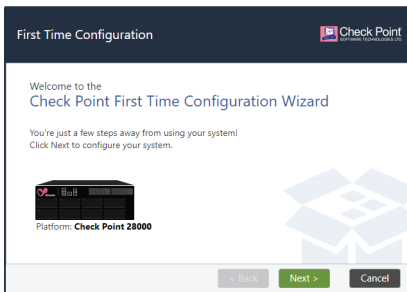 First Time Configuration
Check Point
SOFTWARE TECHNOLOGIES LTD.
Welcome to the
Check Point First Time Configuration Wizard
You're just a few steps away from using your system!
Click Next to configure your system.
Platform: Check Point 28000
< Back
Next >
Cancel